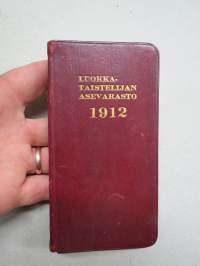 LUOKKA-
TAISTELIJAN
ASEVARASTO
1912